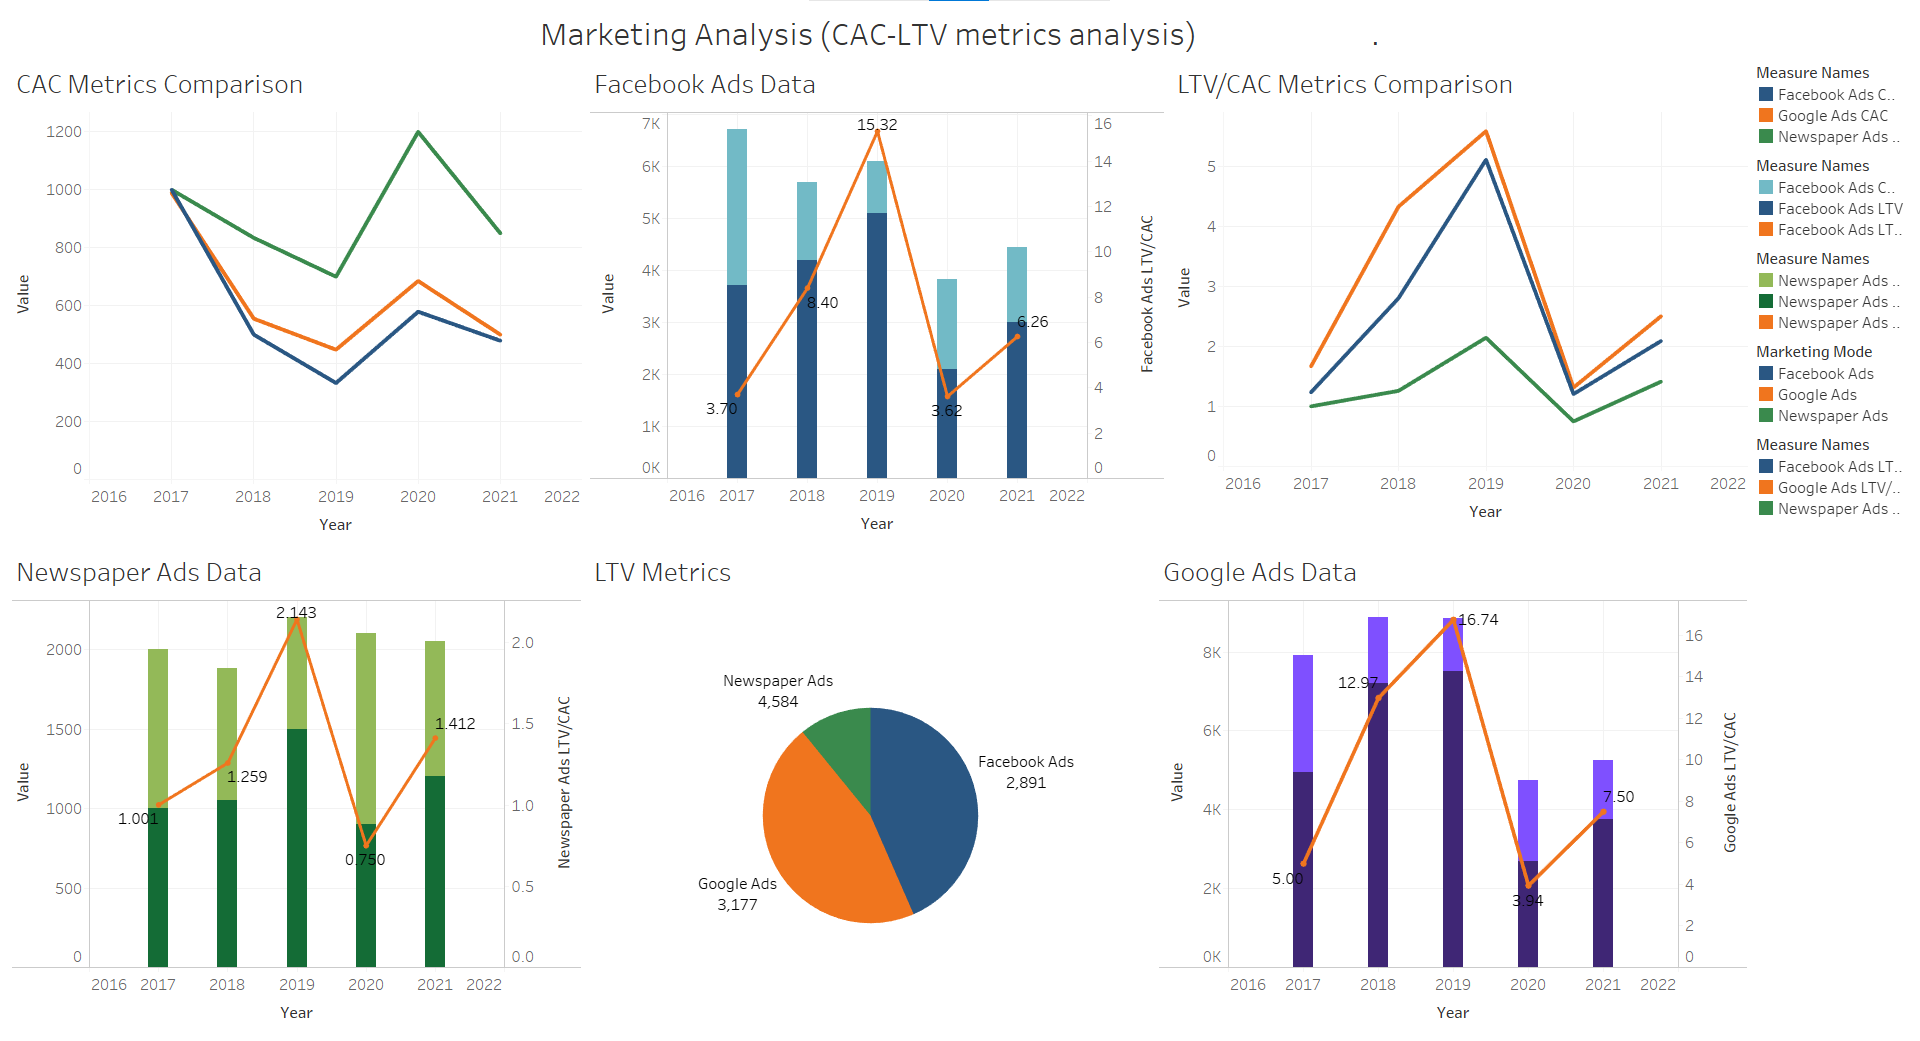 Marketing Analysis (CAC-LTV metrics analysis) .
CAC Metrics Comparison
1200
1000
800
600
400
200
0
Value
2016 2017 2018 2019 2020 2021 2022
Year
Facebook Ads Data
7K
6K
5K
4K
3K
2K
1K
0K
Value
15.32
8.40
6.26
3.70
3.62
16
14
12
10
8
6
4
2
0
Facebook Ads LTV/CAC
2016 2017 2018 2019 2020 2021 2022
Year
LTV/CAC Metrics Comparison
5
4
3
2
1
0
Value
2016 2017 2018 2019 2020 2021 2022
Year
Measure Names
Facebook Ads C..
Google Ads CAC
Newspaper Ads ..
Measure Names
Facebook Ads C..
Facebook Ads LTV
Facebook Ads LT..
Measure Names
Newspaper Ads ..
Newspaper Ads ..
Newspaper Ads ..
Marketing Mode
Facebook Ads
Google Ads
Newspaper Ads
Measure Names
Facebook Ads LT..
Google Ads LTV/..
Newspaper Ads ..
Newspaper Ads Data
2000
1500
1000
500
0
Value
2.143
1.412
1.259
1.001
0.750
2.0
1.5
1.0
0.5
0.0
Newspaper Ads LTV/CAC
2016 2017 2018 2019 2020 2021 2022
Year
LTV Metrics
Newspaper Ads
4,584
Facebook Ads
2,891
Google Ads
3,177
Google Ads Data
8K
6K
4K
2K
0K
Value
16.74
12.97
7.50
5.00
3.94
16
14
12
10
8
6
4
2
0
Google Ads LTV/CAC
2016 2017 2018 2019 2020 2021 2022
Year